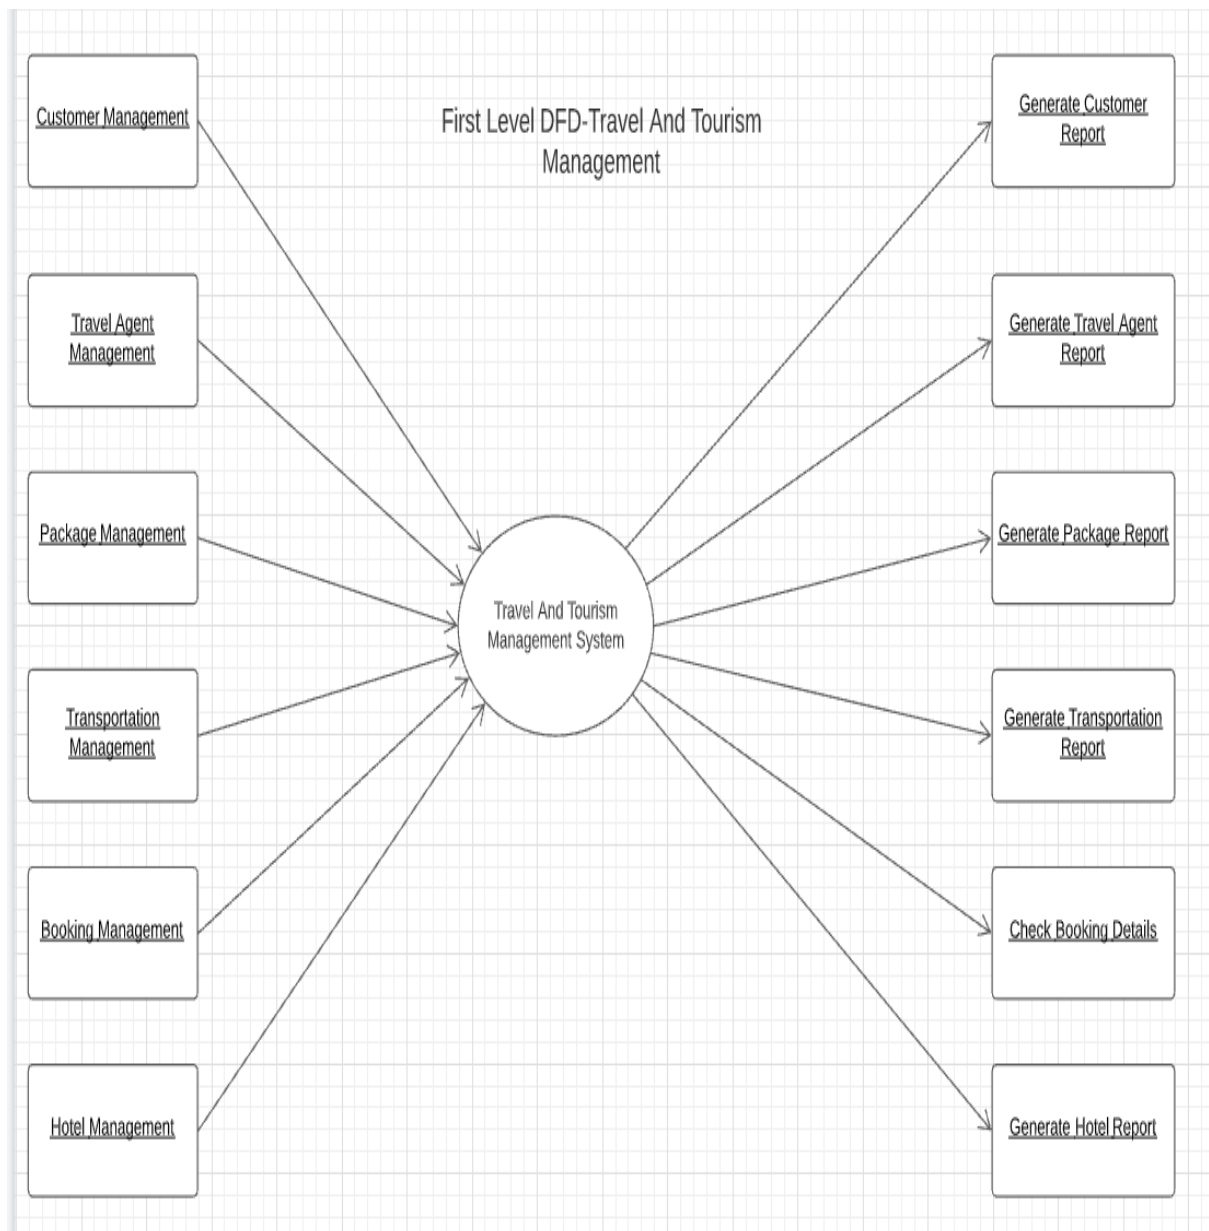 First Level DFD-Travel And Tourism
Management
Customer Management
Travel Agent
Management
Package Management
Transportation
Management
Booking Management
Hotel Management
Travel And Tourism
Management System
Generate Customer
Report
Generate Travel Agent
Report
Generate Package Report
Generate Transportation
Report
Check Booking Details
Generate Hotel Report